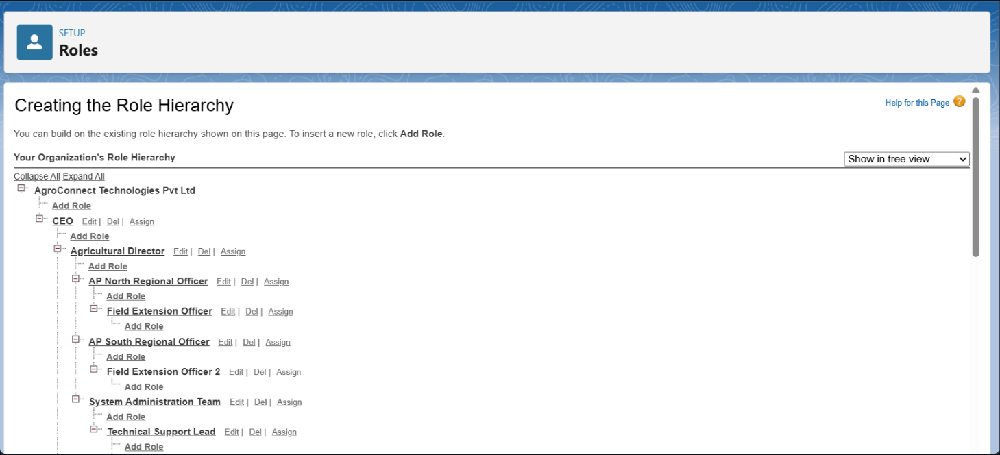 SETUP
Roles
Creating the Role Hierarchy
Help for this Page ?
You can build on the existing role hierarchy shown on this page. To insert a new role, click Add Role.
Your Organization's Role Hierarchy
Show in tree view
Collapse All Expand All
AgroConnect Technologies Pvt Ltd
Add Role
CEO Edit | Del | Assign
Add Role
Agricultural Director Edit | Del | Assign
Add Role
AP North Regional Officer Edit | Del | Assign
Add Role
Field Extension Officer Edit | Del | Assign
Add Role
AP South Regional Officer Edit | Del | Assign
Add Role
Field Extension Officer 2 Edit | Del | Assign
Add Role
System Administration Team Edit | Del | Assign
Add Role
Technical Support Lead Edit | Del | Assign
Add Role